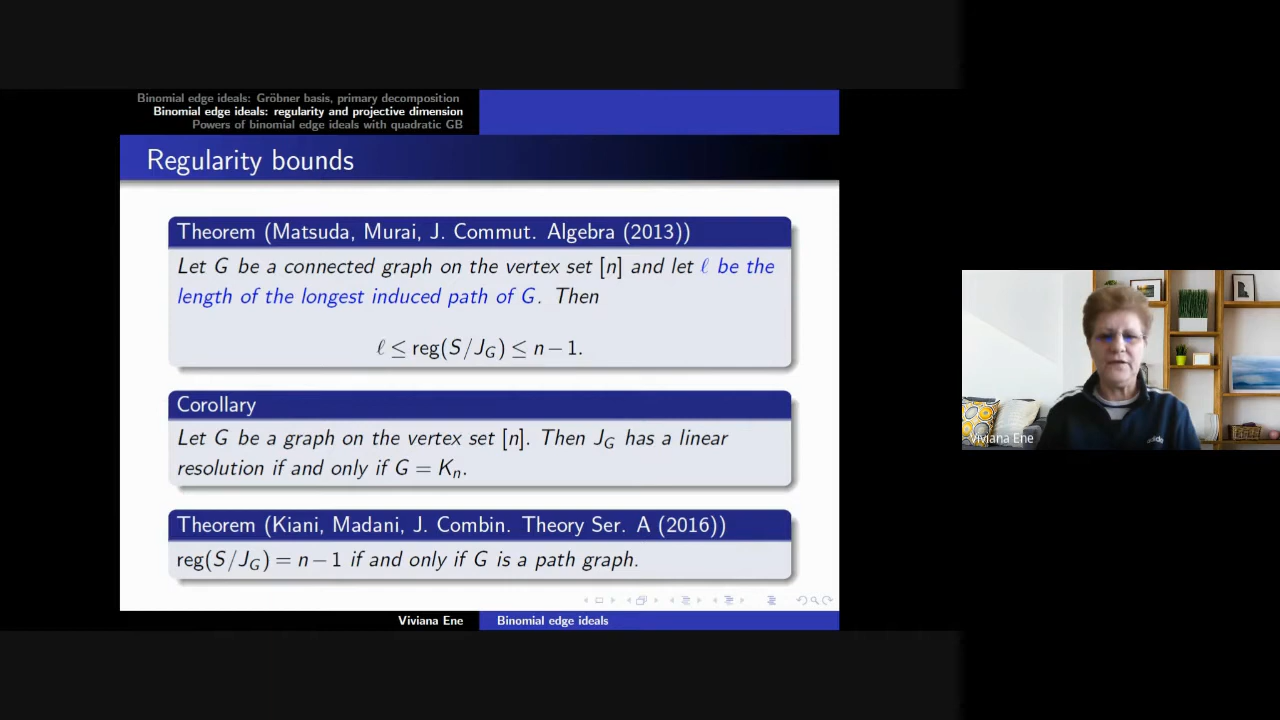 Binomial edge ideals: Gröbner basis, primary decomposition
Binomial edge ideals: regularity and projective dimension
Powers of binomial edge ideals with quadratic GB
Regularity bounds
Theorem (Matsuda, Murai, J. Commut. Algebra (2013))
Let G be a connected graph on the vertex set [n] and let ℓ be the
length of the longest induced path of G. Then
ℓ ≤ reg(S/J_G) ≤ n − 1.
Corollary
Let G be a graph on the vertex set [n]. Then J_G has a linear
resolution if and only if G = K_n.
Theorem (Kiani, Madani, J. Combin. Theory Ser. A (2016))
reg(S/J_G) = n − 1 if and only if G is a path graph.
Viviana Ene
Binomial edge ideals
Viviana Ene
adidas